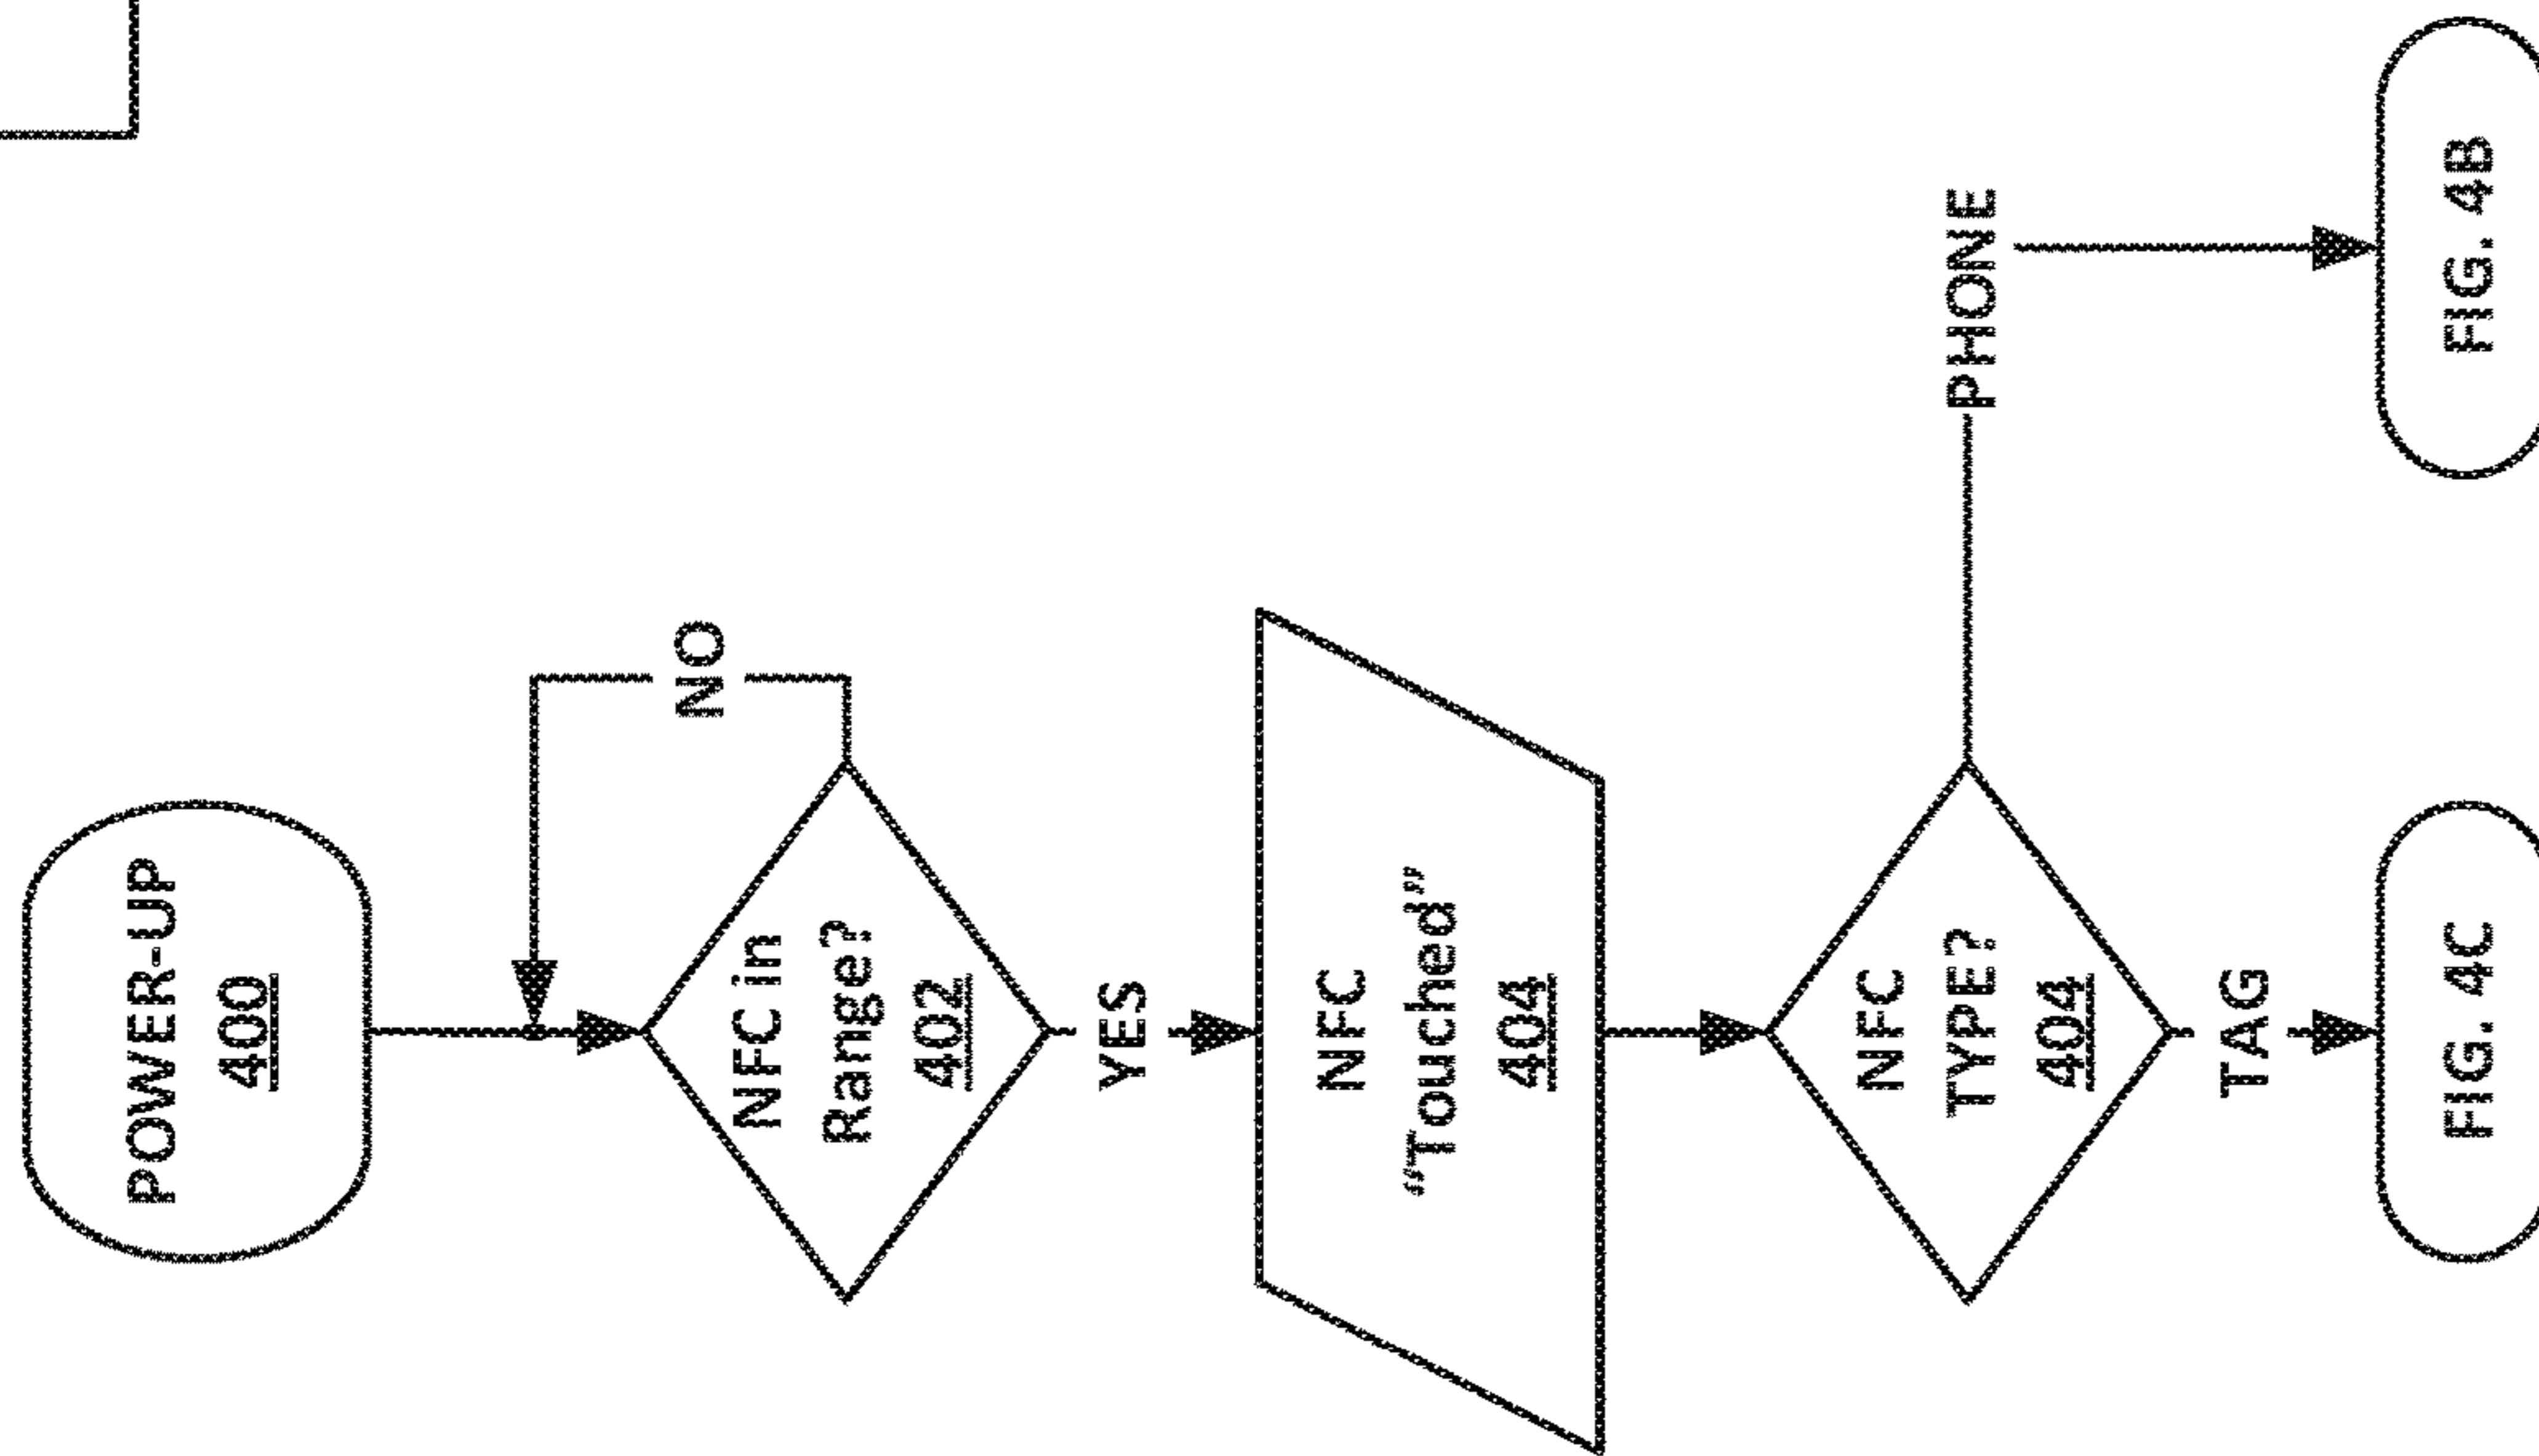 POWER-UP
400
NFC in
Range?
402
NO
YES
NFC
“Touched”
404
NFC
TYPE?
404
PHONE
TAG
FIG. 4C
FIG. 4B